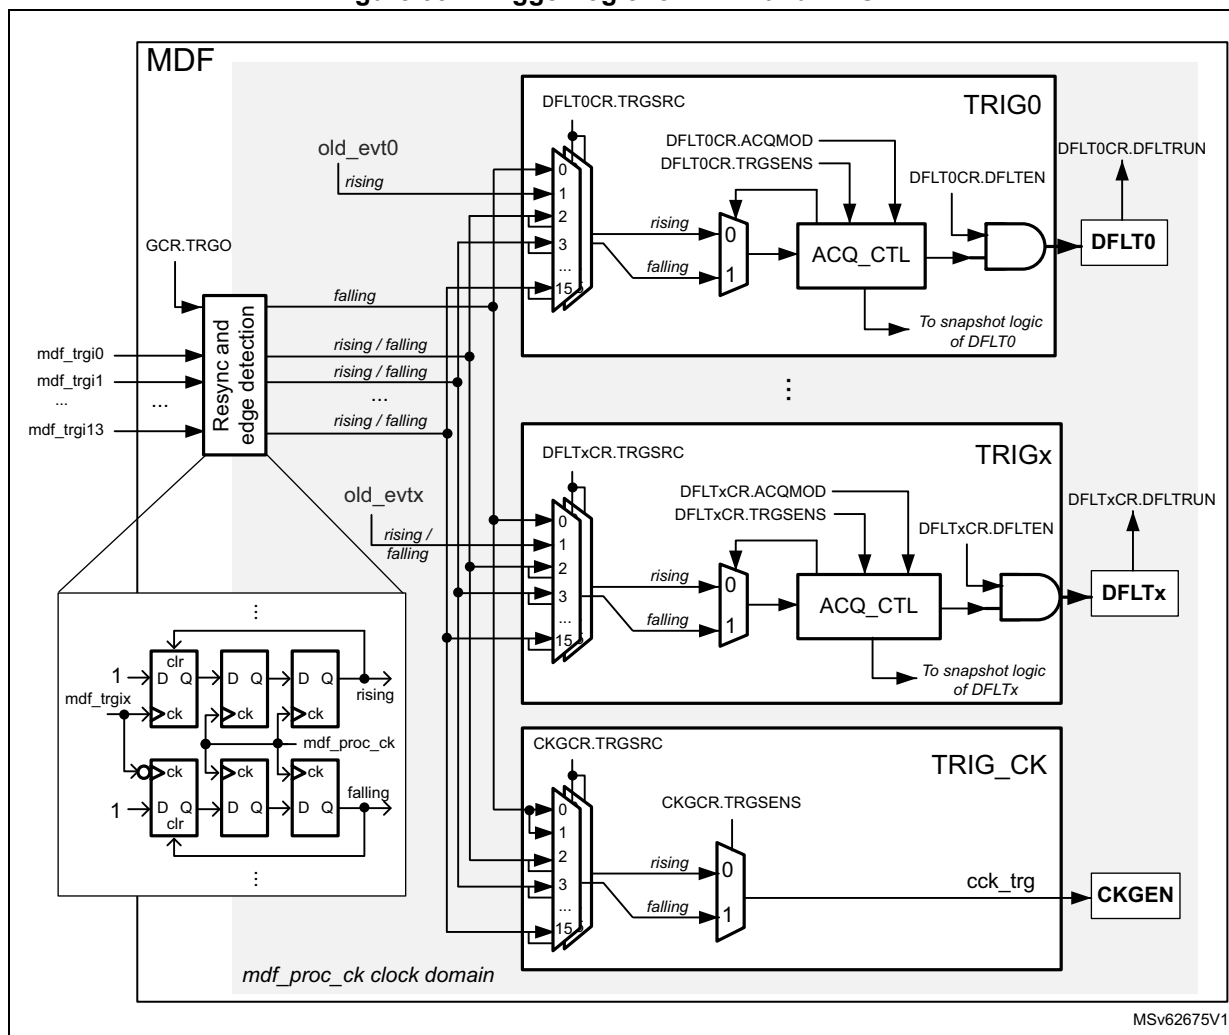 MDF
TRIG0
DFLT0CR.TRGSRC
DFLT0CR.ACQMOD
DFLT0CR.TRGSENS
DFLT0CR.DFLTEN
DFLT0CR.DFLTRUN
old_evt0
rising
0
1
2
3
...
15
rising
falling
0
1
ACQ_CTL
DFLT0
To snapshot logic
of DFLT0
GCR.TRGO
Resync and
edge detection
falling
mdf_trgi0
rising / falling
mdf_trgi1
rising / falling
...
...
...
mdf_trgi13
rising / falling
...
TRIGx
DFLTxCR.TRGSRC
DFLTxCR.ACQMOD
DFLTxCR.TRGSENS
DFLTxCR.DFLTEN
DFLTxCR.DFLTRUN
old_evtx
rising /
falling
0
1
2
3
...
15
rising
falling
0
1
ACQ_CTL
DFLTx
To snapshot logic
of DFLTx
...
clr
1
D Q
D Q
D Q
rising
mdf_trgix
ck
ck
ck
mdf_proc_ck
ck
ck
ck
falling
1
D Q
D Q
D Q
clr
...
TRIG_CK
CKGCR.TRGSRC
CKGCR.TRGSENS
0
1
2
3
...
15
rising
falling
0
1
cck_trg
CKGEN
mdf_proc_ck clock domain
MSv62675V1